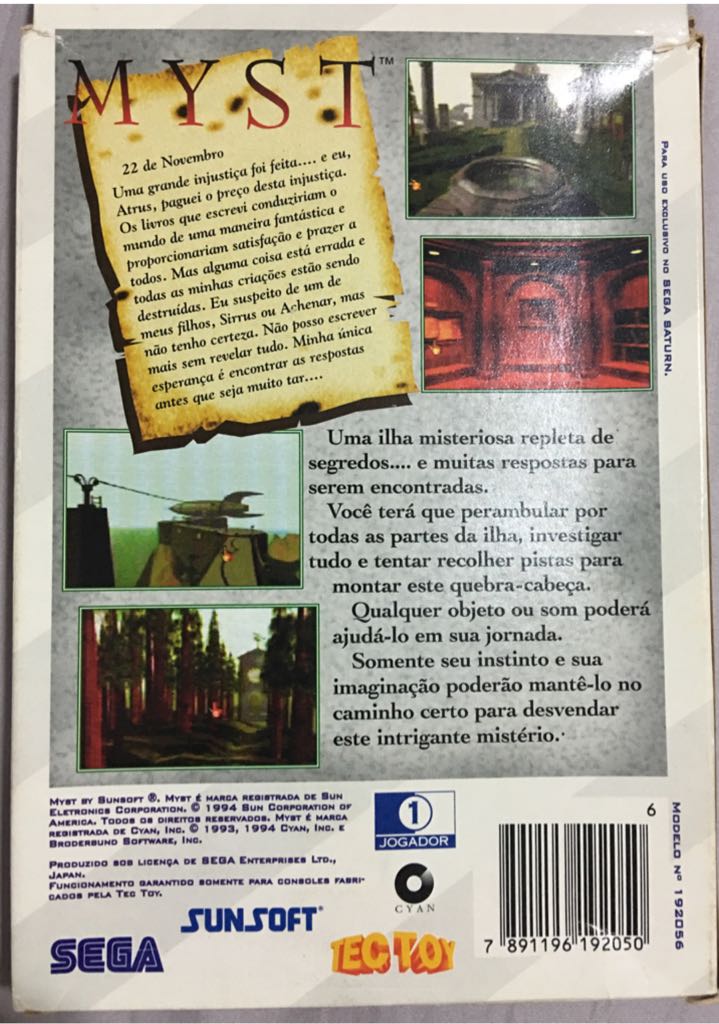 MYST™
22 de Novembro
Uma grande injustiça foi feita.... e eu,
Atrus, paguei o preço desta injustiça.
Os livros que escrevi conduziriam o
mundo de uma maneira fantástica e
proporcionariam satisfação e prazer a
todos. Mas alguma coisa está errada e
todas as minhas criações estão sendo
destruídas. Eu suspeito de um de
meus filhos, Sirrus ou Achenar, mas
não tenho certeza. Não posso escrever
mais sem revelar tudo. Minha única
esperança é encontrar as respostas
antes que seja muito tar....
PARA USO EXCLUSIVO NO SEGA SATURN.
Uma ilha misteriosa repleta de
segredos.... e muitas respostas para
serem encontradas.
Você terá que perambular por
todas as partes da ilha, investigar
tudo e tentar recolher pistas para
montar este quebra-cabeça.
Qualquer objeto ou som poderá
ajudá-lo em sua jornada.
Somente seu instinto e sua
imaginação poderão mantê-lo no
caminho certo para desvendar
este intrigante mistério.
MYST BY SUNSOFT ®. MYST É MARCA REGISTRADA DE SUN
ELETRONICS CORPORATION. © 1994 SUN CORPORATION OF
AMERICA. TODOS OS DIREITOS RESERVADOS. MYST É MARCA
REGISTRADA DE CYAN, INC. © 1993, 1994 CYAN, INC. E
BRODERBUND SOFTWARE, INC.
PRODUZIDO SOB LICENÇA DE SEGA ENTERPRISES LTD.,
JAPAN.
FUNCIONAMENTO GARANTIDO SOMENTE PARA CONSOLES FABRI-
CADOS PELA TEC TOY.
1
JOGADOR
CYAN
SUNSOFT®
SEGA
TEC TOY
6
7 891196 192050
MODELO Nº 192056